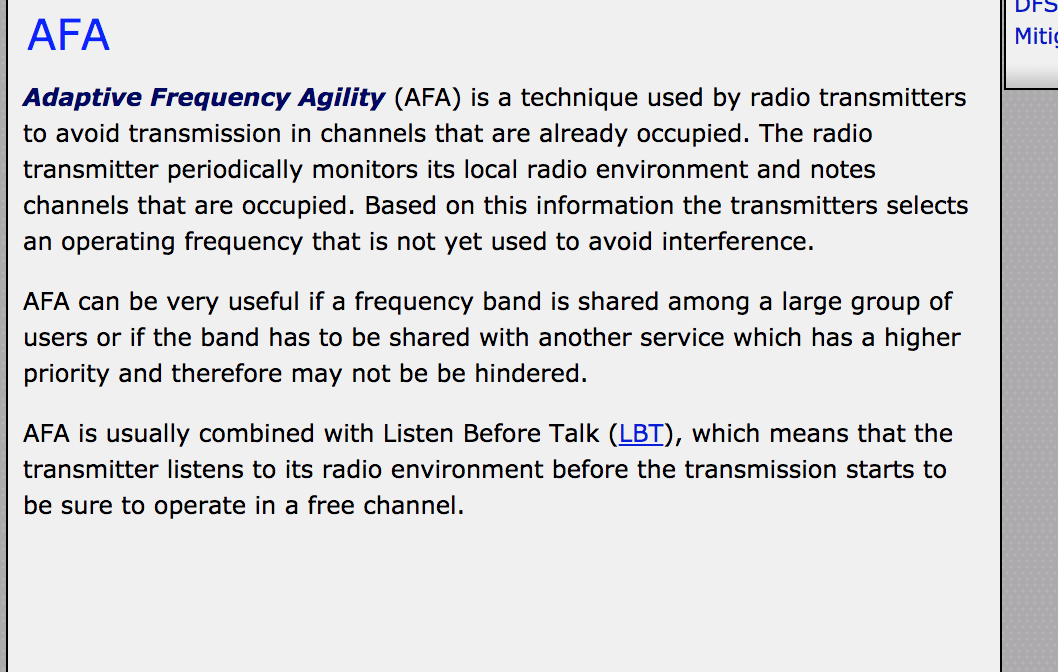 AFA
Adaptive Frequency Agility (AFA) is a technique used by radio transmitters
to avoid transmission in channels that are already occupied. The radio
transmitter periodically monitors its local radio environment and notes
channels that are occupied. Based on this information the transmitters selects
an operating frequency that is not yet used to avoid interference.
AFA can be very useful if a frequency band is shared among a large group of
users or if the band has to be shared with another service which has a higher
priority and therefore may not be be hindered.
AFA is usually combined with Listen Before Talk (LBT), which means that the
transmitter listens to its radio environment before the transmission starts to
be sure to operate in a free channel.
DFS